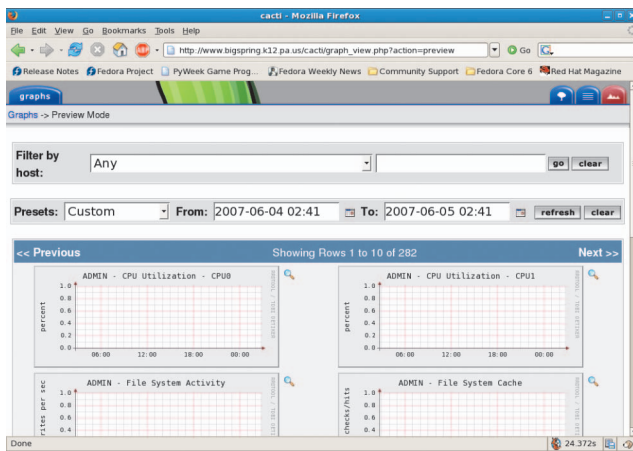 cacti - Mozilla Firefox
File Edit View Go Bookmarks Tools Help
http://www.bigspring.k12.pa.us/cacti/graph_view.php?action=preview
Go
Release Notes Fedora Project PyWeek Game Prog... Fedora Weekly News Community Support Fedora Core 6 Red Hat Magazine
graphs
Graphs -> Preview Mode
Filter by host: Any go clear
Presets: Custom From: 2007-06-04 02:41 To: 2007-06-05 02:41 refresh clear
<< Previous Showing Rows 1 to 10 of 282 Next >>
ADMIN - CPU Utilization - CPU0
percent
1.0
0.8
0.6
0.4
0.2
0.0
06:00 12:00 18:00 00:00
ADMIN - CPU Utilization - CPU1
percent
1.0
0.8
0.6
0.4
0.2
0.0
06:00 12:00 18:00 00:00
ADMIN - File System Activity
rites per sec
1.0
0.8
0.6
0.4
ADMIN - File System Cache
checks/hits
1.0
0.8
0.6
0.4
Done
24.372s